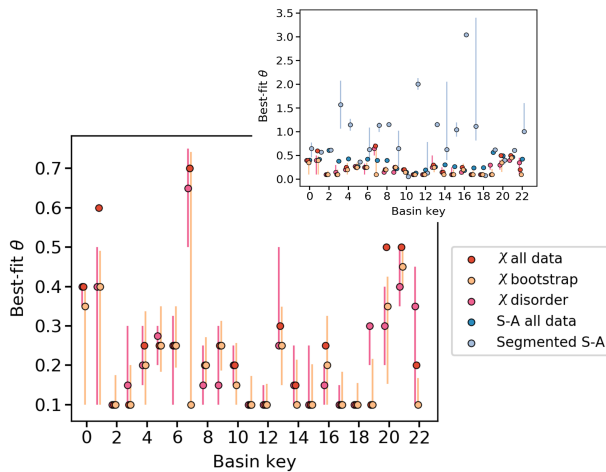 3.5
3.0
2.5
2.0
1.5
1.0
0.5
0.0
Best-fit θ
0 2 4 6 8 10 12 14 16 18 20 22
Basin key
0.7
0.6
0.5
0.4
0.3
0.2
0.1
Best-fit θ
0 2 4 6 8 10 12 14 16 18 20 22
Basin key
χ all data
χ bootstrap
χ disorder
S-A all data
Segmented S-A